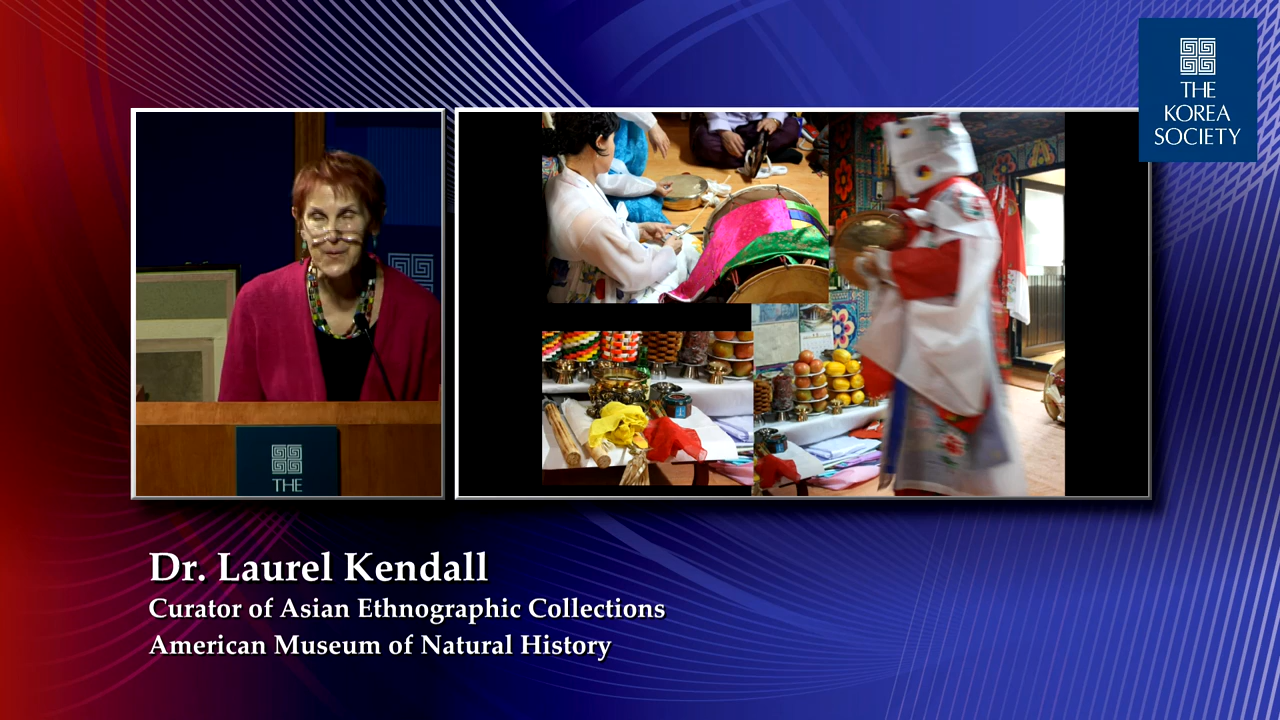 THE
KOREA
SOCIETY
THE
Dr. Laurel Kendall
Curator of Asian Ethnographic Collections
American Museum of Natural History